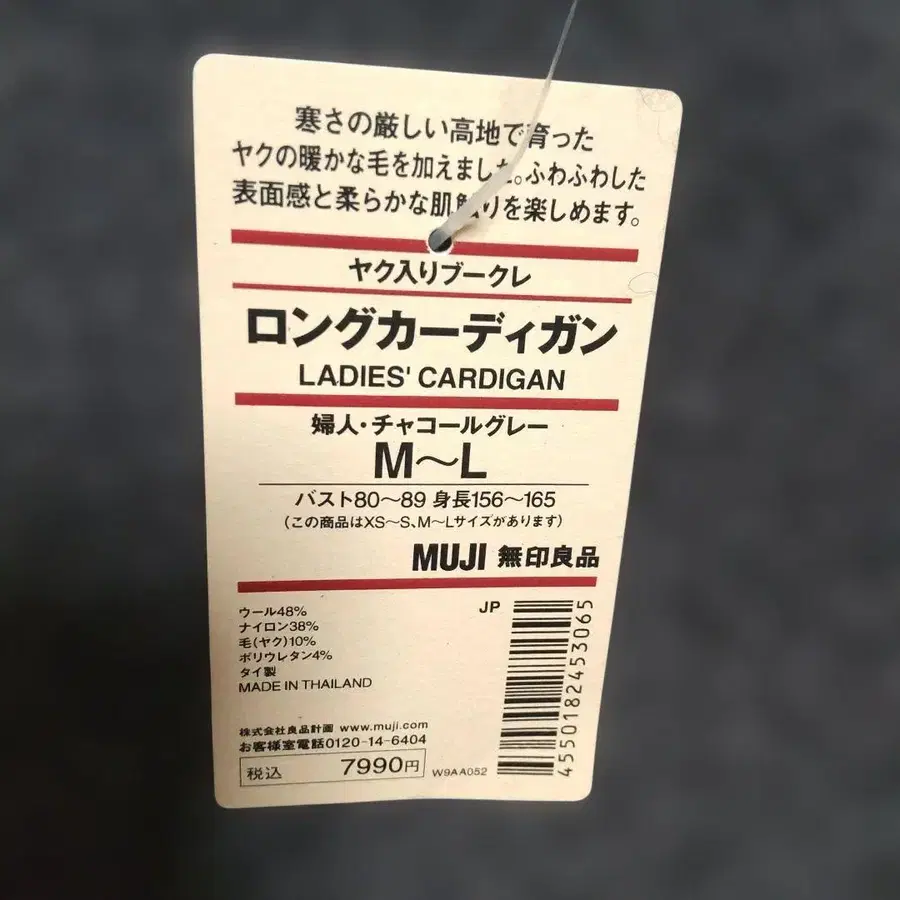 寒さの厳しい高地で育った
ヤクの暖かな毛を加えました。ふわふわした
表面感と柔らかな肌触りを楽しめます。
ヤク入りブークレ
ロングカーディガン
LADIES' CARDIGAN
婦人・チャコールグレー
M〜L
バスト80〜89 身長156〜165
(この商品はXS〜S、M〜Lサイズがあります)
MUJI 無印良品
ウール48%
ナイロン38%
毛(ヤク)10%
ポリウレタン4%
タイ製
MADE IN THAILAND
JP
4550182453065
株式会社良品計画 www.muji.com
お客様室電話0120-14-6404
税込 7990円
W9AA052